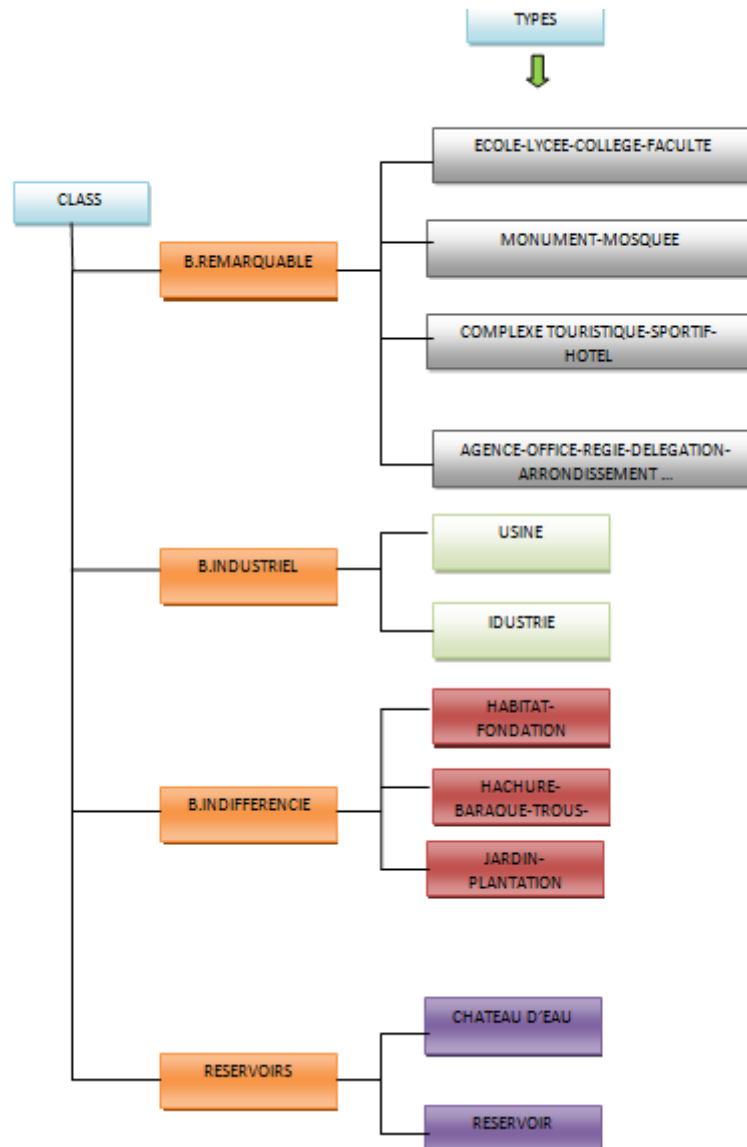 TYPES
ECOLE-LYCEE-COLLEGE-FACULTE
CLASS
MONUMENT-MOSQUEE
B.REMARQUABLE
COMPLEXE TOURISTIQUE-SPORTIF-
HOTEL
AGENCE-OFFICE-REGIE-DELEGATION-
ARRONDISSEMENT ...
USINE
B.INDUSTRIEL
IDUSTRIE
HABITAT-
FONDATION
B.INDIFFERENCIE
HACHURE-
BARAQUE-TROUS-
JARDIN-
PLANTATION
CHATEAU D'EAU
RESERVOIRS
RESERVOIR